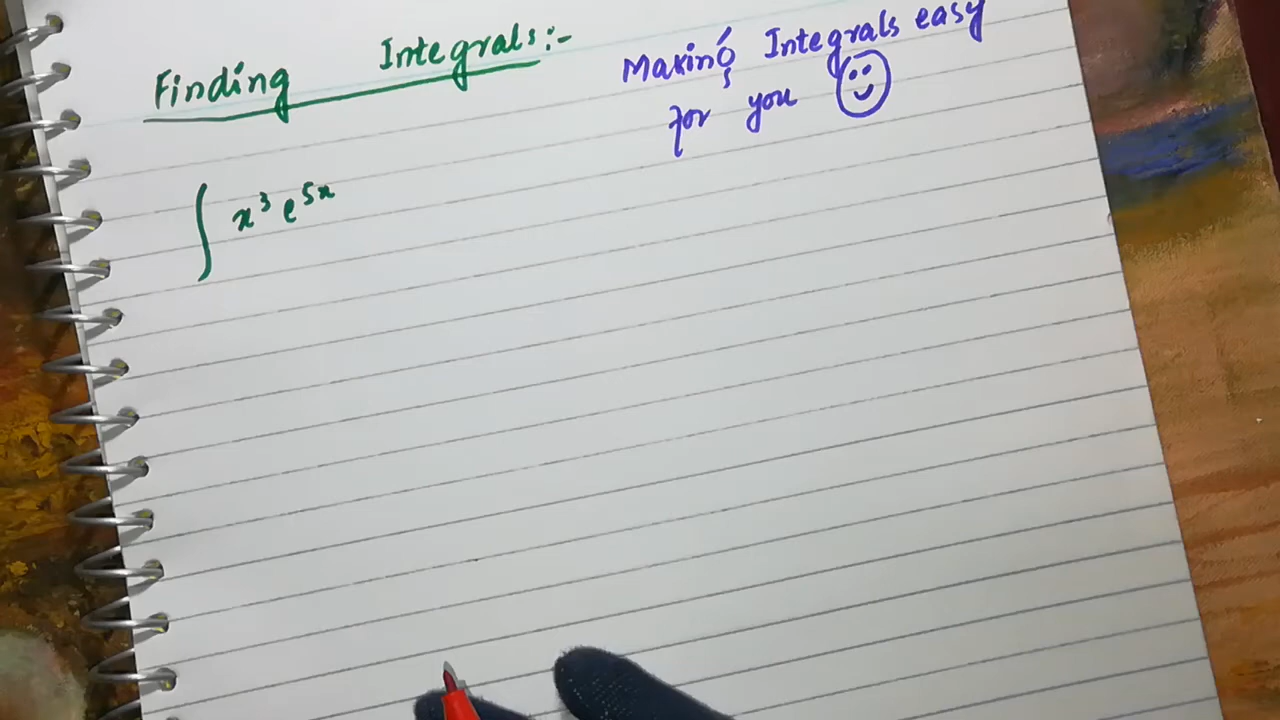 Finding Integrals:-
Making Integrals easy
for you
∫ x³ e⁵ˣ